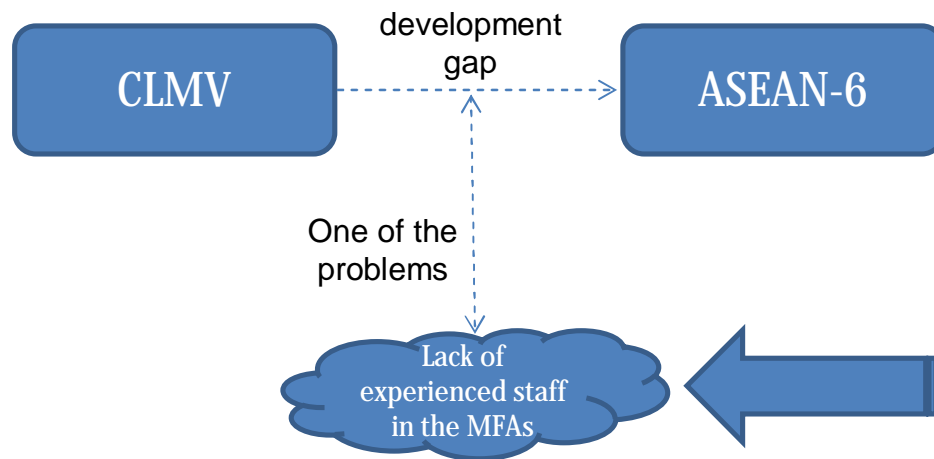 development
gap
CLMV
ASEAN-6
One of the
problems
Lack of
experienced staff
in the MFAs